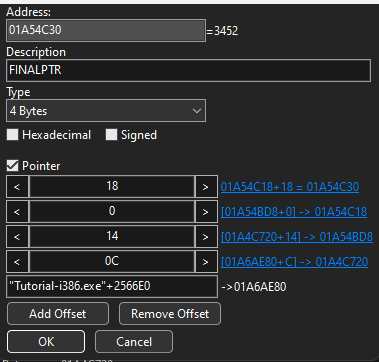 Address:
01A54C30 =3452
Description
FINALPTR
Type
4 Bytes
Hexadecimal Signed
Pointer
< 18 > 01A54C18+18 = 01A54C30
< 0 > [01A54BD8+0] -> 01A54C18
< 14 > [01A4C720+14] -> 01A54BD8
< 0C > [01A6AE80+C] -> 01A4C720
"Tutorial-i386.exe"+2566E0 ->01A6AE80
Add Offset Remove Offset
OK Cancel